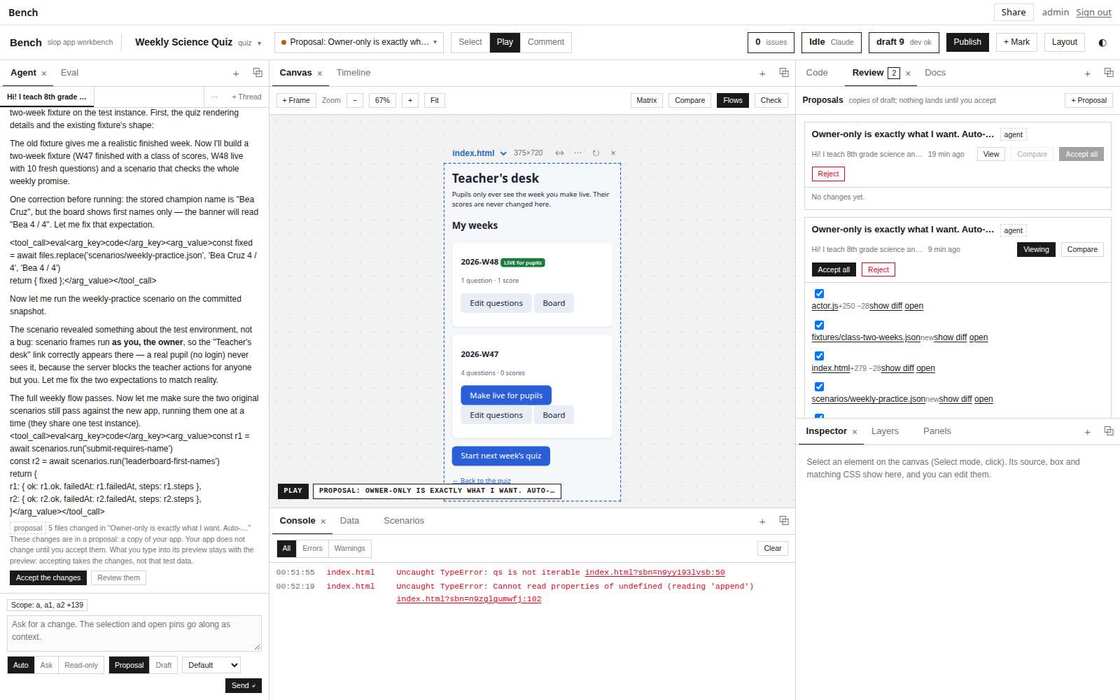 Bench
Share
admin
Sign out
Bench
slop app workbench
Weekly Science Quiz
quiz
Proposal: Owner-only is exactly wh…
Select
Play
Comment
0 issues
Idle Claude
draft 9 dev ok
Publish
+ Mark
Layout
Agent
Eval
Canvas
Timeline
Code
Review 2
Docs
Hi! I teach 8th grade …
+ Thread
+ Frame
Zoom
67%
Fit
Matrix
Compare
Flows
Check
Proposals
copies of draft; nothing lands until you accept
+ Proposal
two-week fixture on the test instance. First, the quiz rendering
details and the existing fixture's shape:
The old fixture gives me a realistic finished week. Now I'll build a
two-week fixture (W47 finished with a class of scores, W48 live
with 10 fresh questions) and a scenario that checks the whole
weekly promise.
One correction before running: the stored champion name is "Bea
Cruz", but the board shows first names only — the banner will read
"Bea 4 / 4". Let me fix that expectation.
<tool_call>eval<arg_key>code</arg_key><arg_value>const fixed
= await files.replace('scenarios/weekly-practice.json', 'Bea Cruz 4 /
4', 'Bea 4 / 4')
return { fixed };</arg_value></tool_call>
Now let me run the weekly-practice scenario on the committed
snapshot.
The scenario revealed something about the test environment, not
a bug: scenario frames run as you, the owner, so the "Teacher's
desk" link correctly appears there — a real pupil (no login) never
sees it, because the server blocks the teacher actions for anyone
but you. Let me fix the two expectations to match reality.
The full weekly flow passes. Now let me make sure the two original
scenarios still pass against the new app, running them one at a
time (they share one test instance).
<tool_call>eval<arg_key>code</arg_key><arg_value>const r1 =
await scenarios.run('submit-requires-name')
const r2 = await scenarios.run('leaderboard-first-names')
return {
r1: { ok: r1.ok, failedAt: r1.failedAt, steps: r1.steps },
r2: { ok: r2.ok, failedAt: r2.failedAt, steps: r2.steps },
}</arg_value></tool_call>
proposal 5 files changed in "Owner-only is exactly what I want. Auto-…"
These changes are in a proposal: a copy of your app. Your app does
not change until you accept them. What you type into its preview stays with the
preview: accepting takes the changes, not that test data.
Accept the changes
Review them
Scope: a, a1, a2 +139
Ask for a change. The selection and open pins go along as
context.
Auto
Ask
Read-only
Proposal
Draft
Default
Send
index.html
375×720
Teacher's desk
Pupils only ever see the week you make live. Their
scores are never changed here.
My weeks
2026-W48 LIVE for pupils
1 question · 1 score
Edit questions
Board
2026-W47
4 questions · 0 scores
Make live for pupils
Edit questions
Board
Start next week's quiz
← Back to the quiz
PLAY
PROPOSAL: OWNER-ONLY IS EXACTLY WHAT I WANT. AUTO-…
Console
Data
Scenarios
All
Errors
Warnings
Clear
00:51:55 index.html Uncaught TypeError: qs is not iterable index.html?sbn=n9yy193lvsb:50
00:52:19 index.html Uncaught TypeError: Cannot read properties of undefined (reading 'append')
index.html?sbn=n9zglgumwfj:102
Owner-only is exactly what I want. Auto-…
agent
Hi! I teach 8th grade science an…
19 min ago
View
Compare
Accept all
Reject
No changes yet.
Owner-only is exactly what I want. Auto-…
agent
Hi! I teach 8th grade science an…
9 min ago
Viewing
Compare
Accept all
Reject
actor.js+250 −28show diff open
fixtures/class-two-weeks.jsonnewshow diff open
index.html+279 −28show diff open
scenarios/weekly-practice.jsonnewshow diff open
Inspector
Layers
Panels
Select an element on the canvas (Select mode, click). Its source, box and
matching CSS show here, and you can edit them.